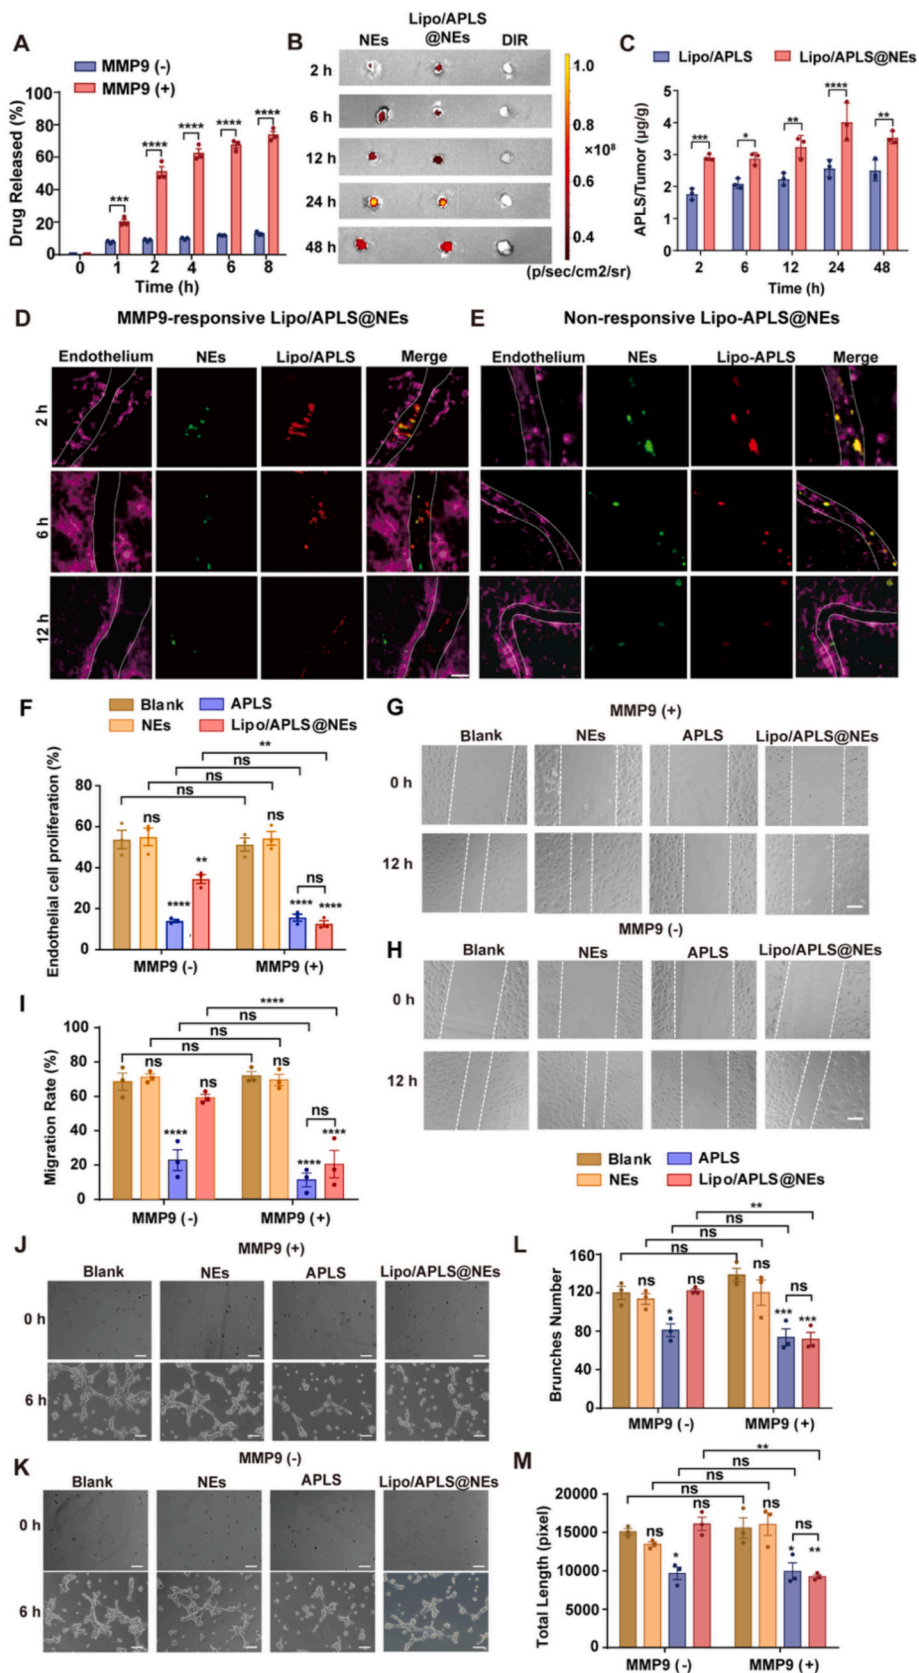 A
MMP9 (-)
MMP9 (+)
Drug Released (%)
100
80
60
40
20
0
***
****
****
****
****
0 1 2 4 6 8
Time (h)
B
NEs
Lipo/APLS
@NEs
DIR
2 h
6 h
12 h
24 h
48 h
1.0
0.8
×10⁸
0.6
0.4
(p/sec/cm2/sr)
C
Lipo/APLS
Lipo/APLS@NEs
APLS/Tumor (μg/g)
5
4
3
2
1
0
***
*
**
****
**
2 6 12 24 48
Time (h)
D
MMP9-responsive Lipo/APLS@NEs
Endothelium NEs Lipo/APLS Merge
2 h
6 h
12 h
E
Non-responsive Lipo-APLS@NEs
Endothelium NEs Lipo-APLS Merge
F
Blank
APLS
NEs
Lipo/APLS@NEs
Endothelial cell proliferation (%)
80
60
40
20
0
**
ns
ns
ns
ns
****
**
ns
ns
****
****
MMP9 (-) MMP9 (+)
G
MMP9 (+)
Blank NEs APLS Lipo/APLS@NEs
0 h
12 h
H
MMP9 (-)
Blank NEs APLS Lipo/APLS@NEs
0 h
12 h
I
Migration Rate (%)
100
80
60
40
20
0
****
ns
ns
ns
ns
****
ns
ns
ns
****
****
MMP9 (-) MMP9 (+)
J
MMP9 (+)
Blank NEs APLS Lipo/APLS@NEs
0 h
6 h
K
MMP9 (-)
Blank NEs APLS Lipo/APLS@NEs
0 h
6 h
Blank
APLS
NEs
Lipo/APLS@NEs
L
Brunches Number
160
120
80
40
0
**
ns
ns
ns
ns
*
ns
ns
ns
***
***
MMP9 (-) MMP9 (+)
M
Total Length (pixel)
20000
15000
10000
5000
0
**
ns
ns
ns
ns
*
ns
ns
ns
*
**
MMP9 (-) MMP9 (+)